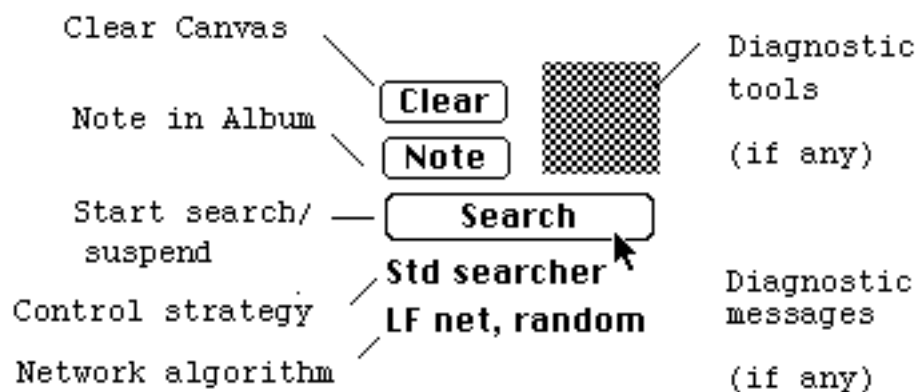 Clear Canvas
Clear
Diagnostic
tools
(if any)
Note in Album
Note
Start search/
suspend
Search
Std searcher
Control strategy
LF net, random
Diagnostic
messages
(if any)
Network algorithm